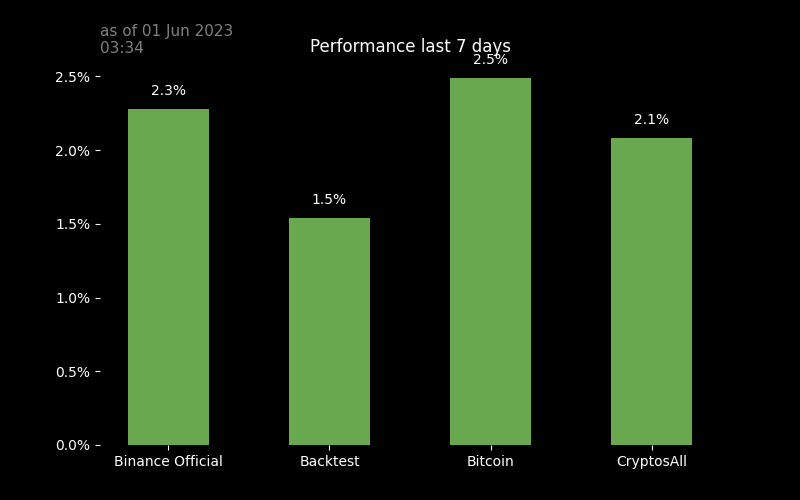 as of 01 Jun 2023
03:34
Performance last 7 days
2.5%
2.3%
2.5%
2.1%
2.0%
1.5%
1.5%
1.0%
0.5%
0.0%
Binance Official
Backtest
Bitcoin
CryptosAll